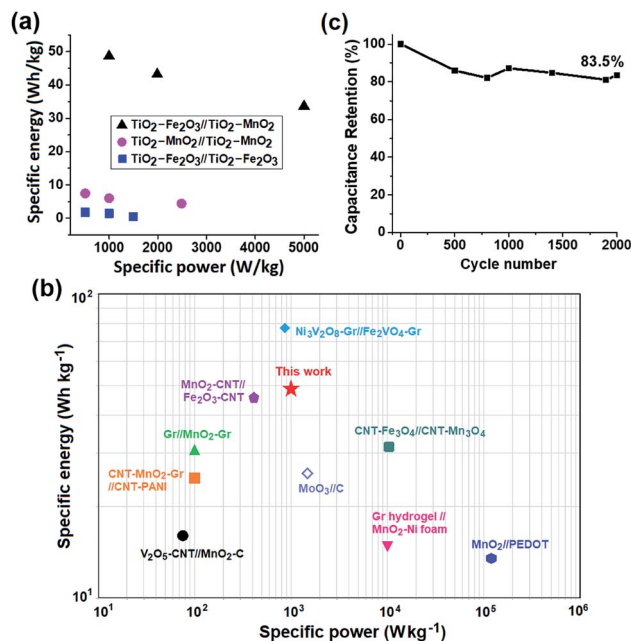 (a)
Specific energy (Wh/kg)
50
40
30
20
10
0
TiO₂−Fe₂O₃//TiO₂−MnO₂
TiO₂−MnO₂//TiO₂−MnO₂
TiO₂−Fe₂O₃//TiO₂−Fe₂O₃
1000 2000 3000 4000 5000
Specific power (W/kg)
(c)
Capacitance Retention (%)
100
80
60
40
20
0
83.5%
0 500 1000 1400 2000
Cycle number
(b)
Specific energy (Wh kg⁻¹)
10²
10¹
Ni₃V₂O₈-Gr//Fe₂VO₄-Gr
This work
MnO₂-CNT//
Fe₂O₃-CNT
Gr//MnO₂-Gr
CNT-Fe₃O₄//CNT-Mn₃O₄
CNT-MnO₂-Gr
//CNT-PANI
MoO₃//C
Gr hydrogel //
MnO₂-Ni foam
V₂O₅-CNT//MnO₂-C
MnO₂//PEDOT
10¹ 10² 10³ 10⁴ 10⁵ 10⁶
Specific power (Wkg⁻¹)